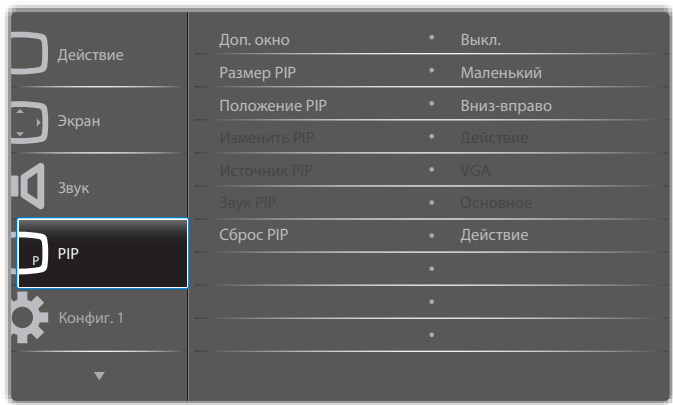 Действие
Экран
Звук
P PIP
Конфиг. 1
Доп. окно • Выкл.
Размер PIP • Маленький
Положение PIP • Вниз-вправо
Изменить PIP • Действие
Источник PIP • VGA
Звук PIP • Основное
Сброс PIP • Действие
•
•
•